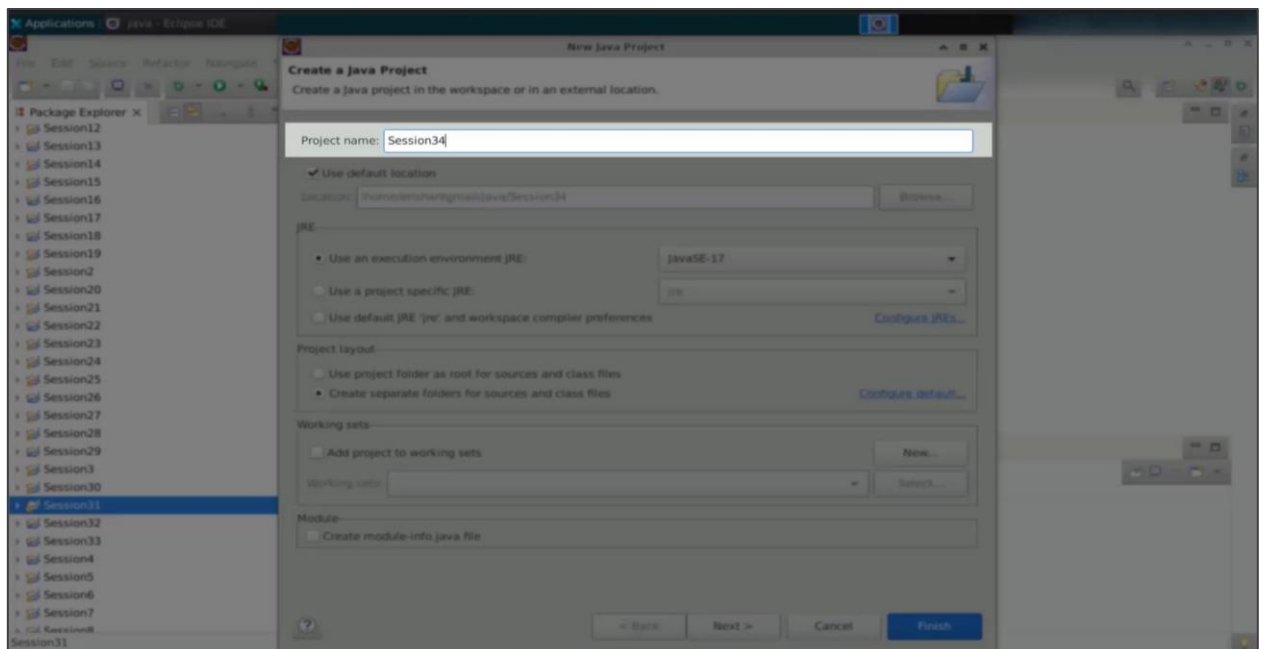 Applications java - Eclipse IDE
New Java Project
File Edit Source Refactor Navigate
Create a Java Project
Create a Java project in the workspace or in an external location.
Package Explorer
Project name: Session34
Use default location
Browse...
JRE
Use an execution environment JRE: JavaSE-17
Use a project specific JRE: jre
Use default JRE 'jre' and workspace compiler preferences Configure JREs...
Project layout
Use project folder as root for sources and class files
Create separate folders for sources and class files Configure default...
Working sets
Add project to working sets New...
Working sets: Select...
Module
Create module-info.java file
< Back Next > Cancel Finish
Session12
Session13
Session14
Session15
Session16
Session17
Session18
Session19
Session2
Session20
Session21
Session22
Session23
Session24
Session25
Session26
Session27
Session28
Session29
Session3
Session30
Session31
Session32
Session33
Session4
Session5
Session6
Session7
Session8
Session31